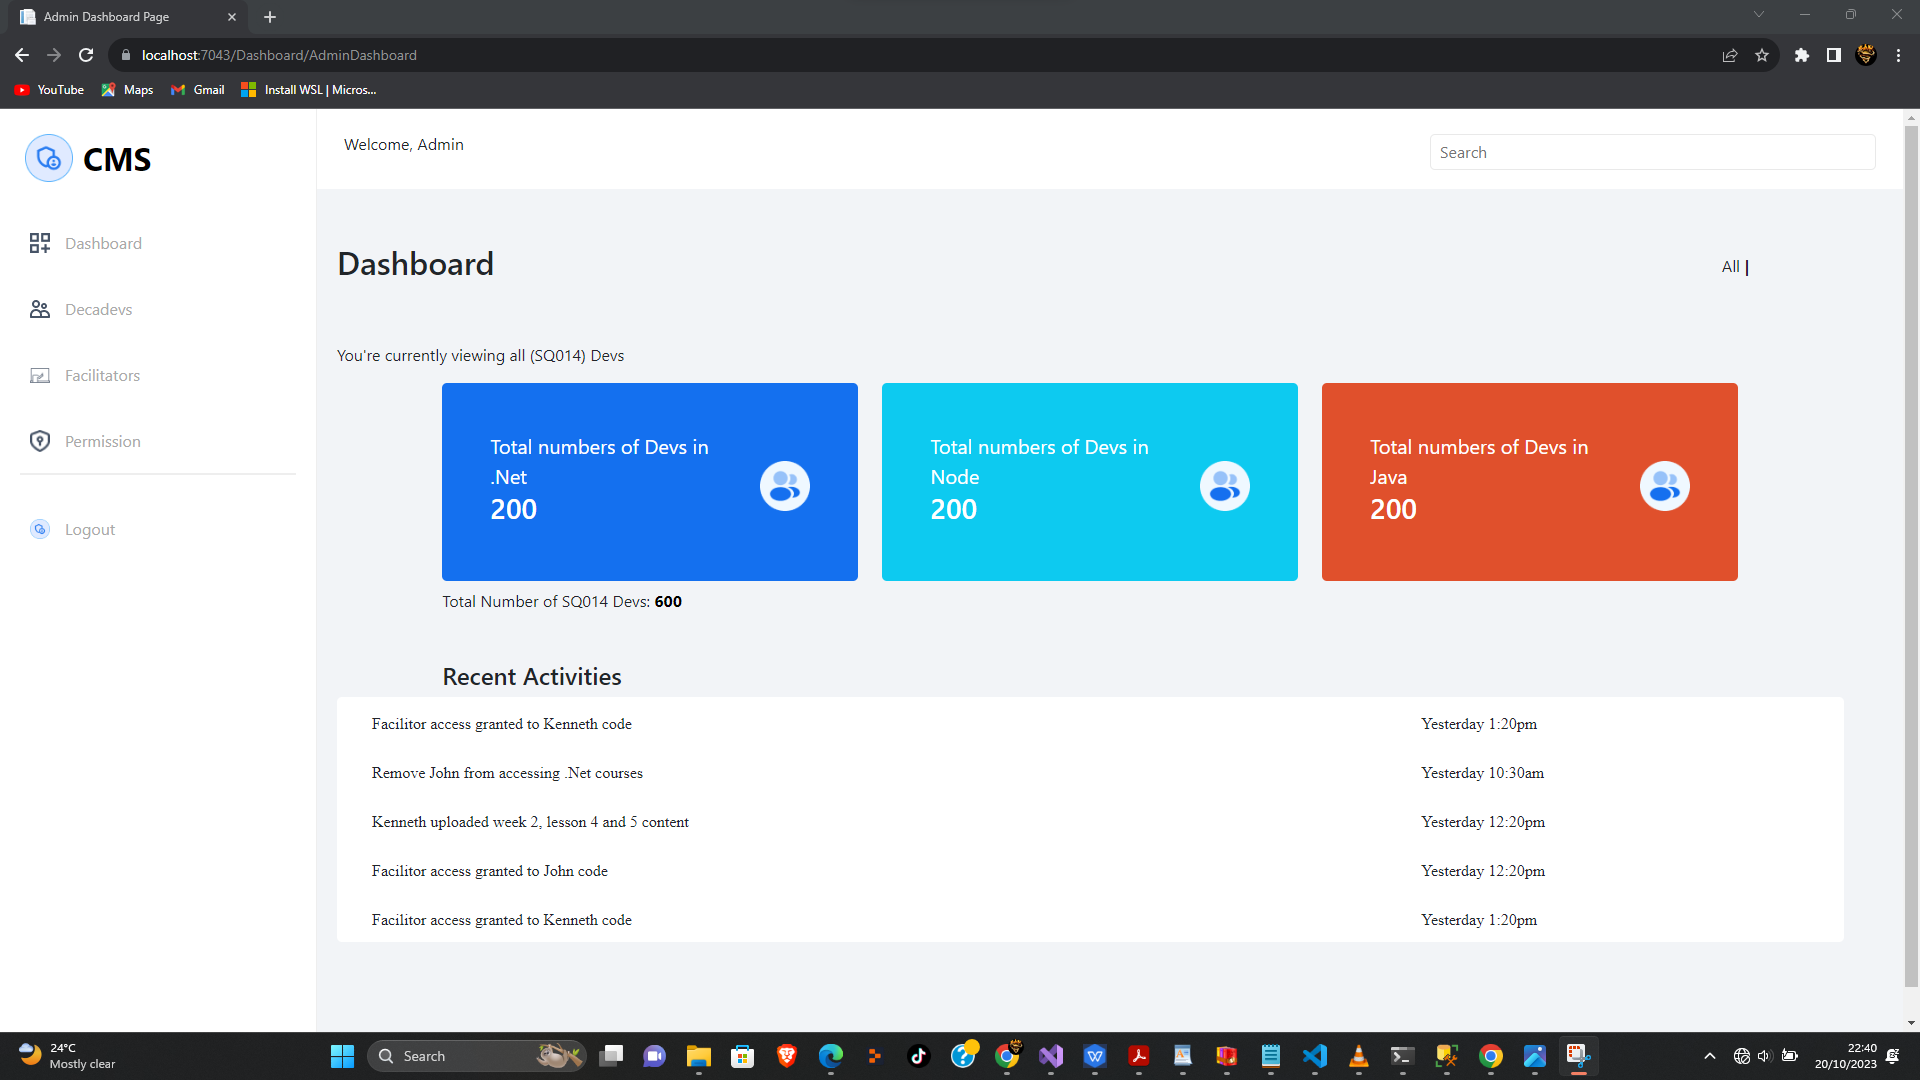 Admin Dashboard Page
localhost:7043/Dashboard/AdminDashboard
YouTube
Maps
Gmail
Install WSL | Micros...
CMS
Welcome, Admin
Search
Dashboard
Decadevs
Facilitators
Permission
Logout
Dashboard
All |
You're currently viewing all (SQ014) Devs
Total numbers of Devs in
.Net
200
Total numbers of Devs in
Node
200
Total numbers of Devs in
Java
200
Total Number of SQ014 Devs: 600
Recent Activities
Facilitor access granted to Kenneth code Yesterday 1:20pm
Remove John from accessing .Net courses Yesterday 10:30am
Kenneth uploaded week 2, lesson 4 and 5 content Yesterday 12:20pm
Facilitor access granted to John code Yesterday 12:20pm
Facilitor access granted to Kenneth code Yesterday 1:20pm
24°C
Mostly clear
Search
22:40
20/10/2023